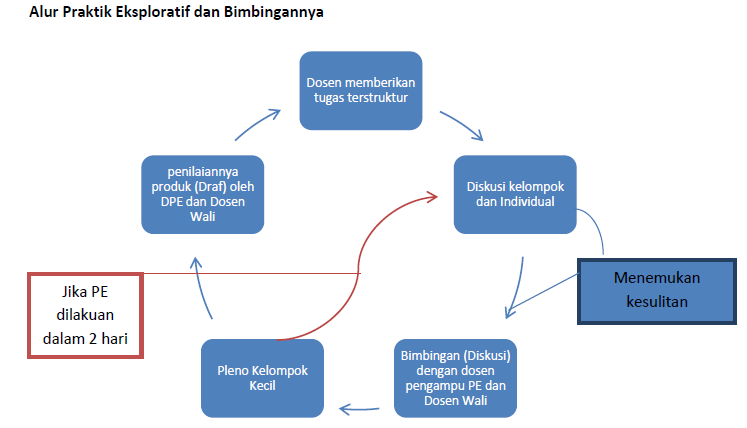 Alur Praktik Eksploratif dan Bimbingannya
Dosen memberikan
tugas terstruktur
penilaiannya
produk (Draf) oleh
DPE dan Dosen
Wali
Diskusi kelompok
dan Individual
Jika PE
dilakuan
dalam 2 hari
Menemukan
kesulitan
Pleno Kelompok
Kecil
Bimbingan (Diskusi)
dengan dosen
pengampu PE dan
Dosen Wali